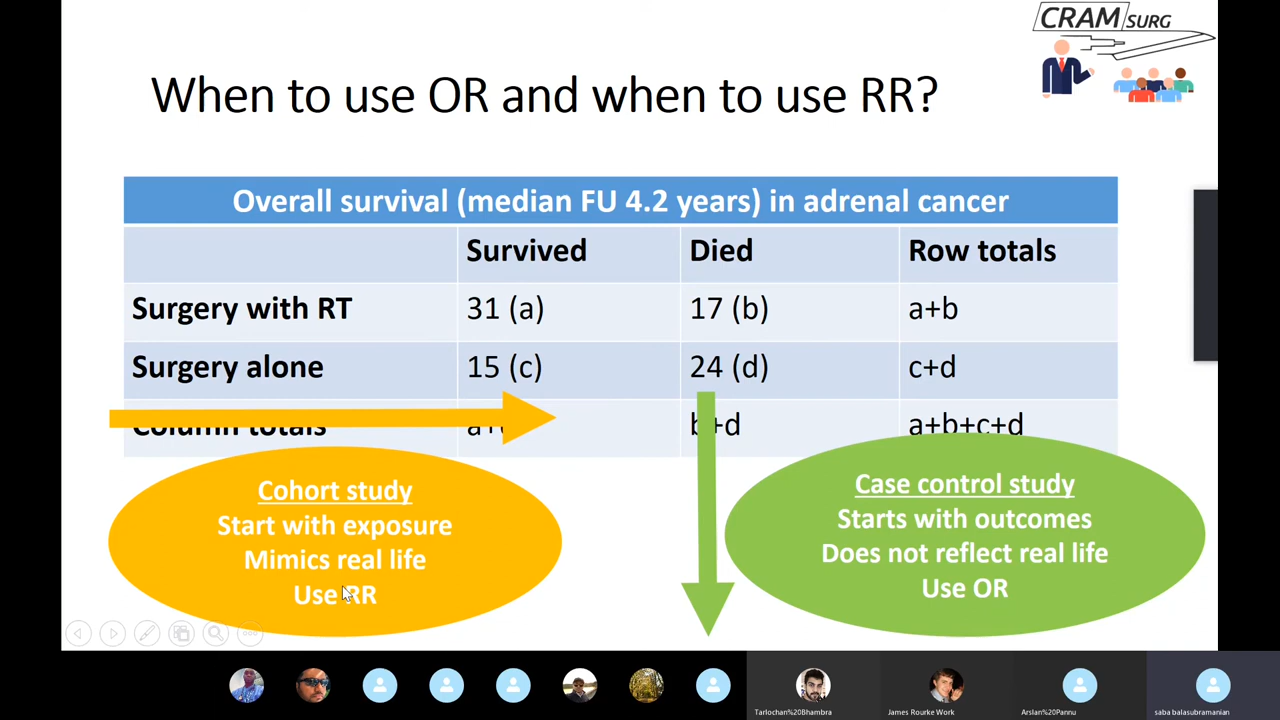 CRAM SURG
When to use OR and when to use RR?
Overall survival (median FU 4.2 years) in adrenal cancer
Survived Died Row totals
Surgery with RT 31 (a) 17 (b) a+b
Surgery alone 15 (c) 24 (d) c+d
Column totals b+d a+b+c+d
Cohort study
Start with exposure
Mimics real life
Use RR
Case control study
Starts with outcomes
Does not reflect real life
Use OR
Tarlochan%20Bhambra
James Rourke Work
Arslan%20Pannu
saba balasubramanian